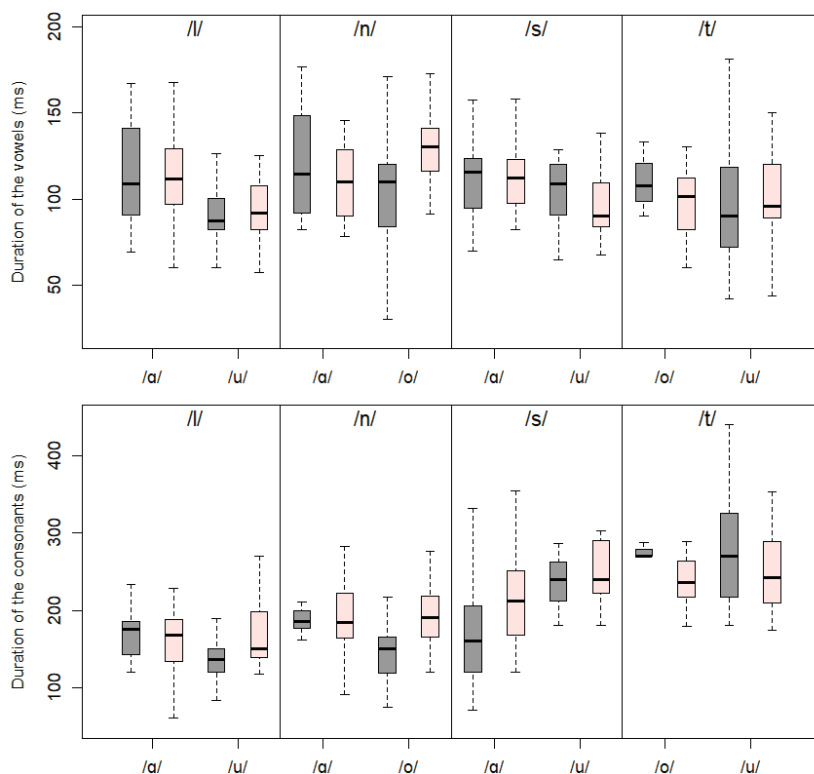 Duration of the vowels (ms)
200
150
100
50
/l/ /n/ /s/ /t/
/ɑ/ /u/ /ɑ/ /o/ /ɑ/ /u/ /o/ /u/
Duration of the consonants (ms)
400
300
200
100
/l/ /n/ /s/ /t/
/ɑ/ /u/ /ɑ/ /o/ /ɑ/ /u/ /o/ /u/